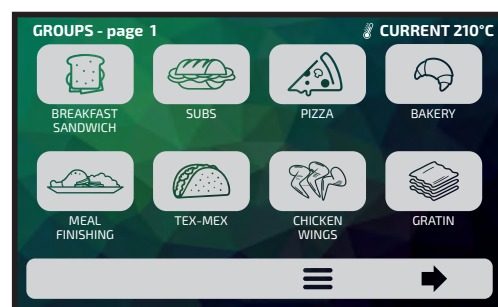 GROUPS - page 1
CURRENT 210°C
BREAKFAST
SANDWICH
SUBS
PIZZA
BAKERY
MEAL
FINISHING
TEX-MEX
CHICKEN
WINGS
GRATIN